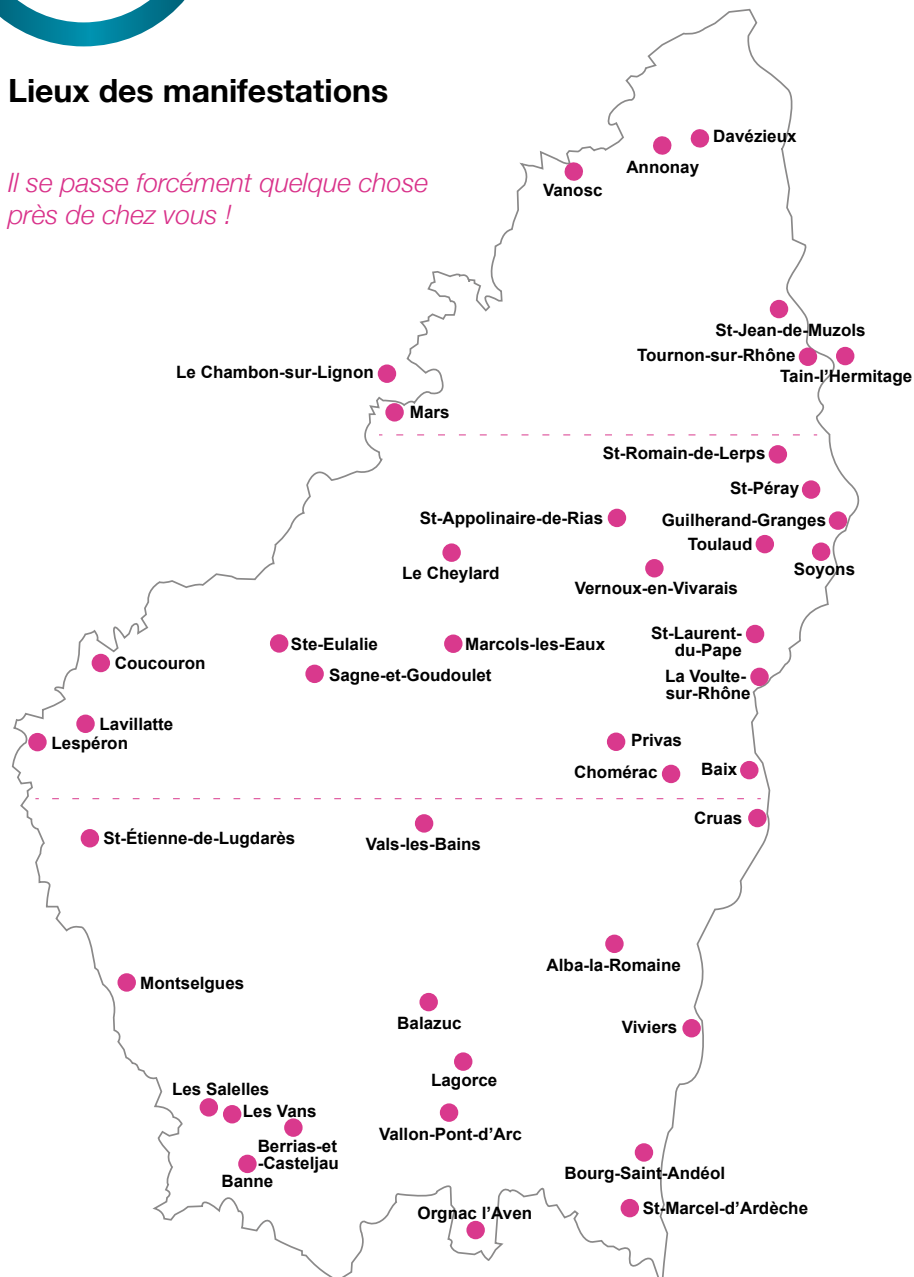 Lieux des manifestations
Il se passe forcément quelque chose
près de chez vous !
Davézieux
Annonay
Vanosc
St-Jean-de-Muzols
Tournon-sur-Rhône
Tain-l'Hermitage
Le Chambon-sur-Lignon
Mars
St-Romain-de-Lerps
St-Péray
St-Appolinaire-de-Rias
Guilherand-Granges
Toulaud
Soyons
Le Cheylard
Vernoux-en-Vivarais
Ste-Eulalie
Marcols-les-Eaux
St-Laurent-
du-Pape
Coucouron
Sagne-et-Goudoulet
La Voulte-
sur-Rhône
Lavillatte
Lespéron
Privas
Chomérac
Baix
Cruas
St-Étienne-de-Lugdarès
Vals-les-Bains
Alba-la-Romaine
Montselgues
Balazuc
Viviers
Lagorce
Les Salelles
Les Vans
Vallon-Pont-d'Arc
Berrias-et
-Casteljau
Banne
Bourg-Saint-Andéol
St-Marcel-d'Ardèche
Orgnac l'Aven